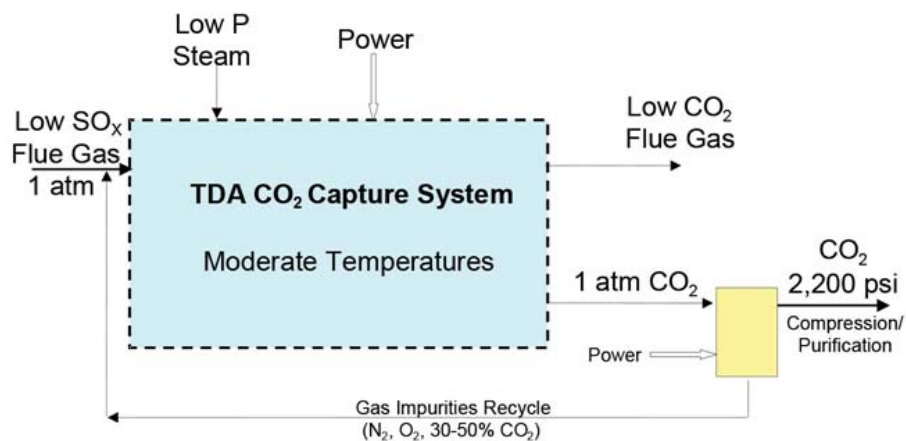 Low P
Steam
Power
Low SOₓ
Flue Gas
1 atm
Low CO₂
Flue Gas
TDA CO₂ Capture System
Moderate Temperatures
1 atm CO₂
CO₂
2,200 psi
Compression/
Purification
Power
Gas Impurities Recycle
(N₂, O₂, 30-50% CO₂)